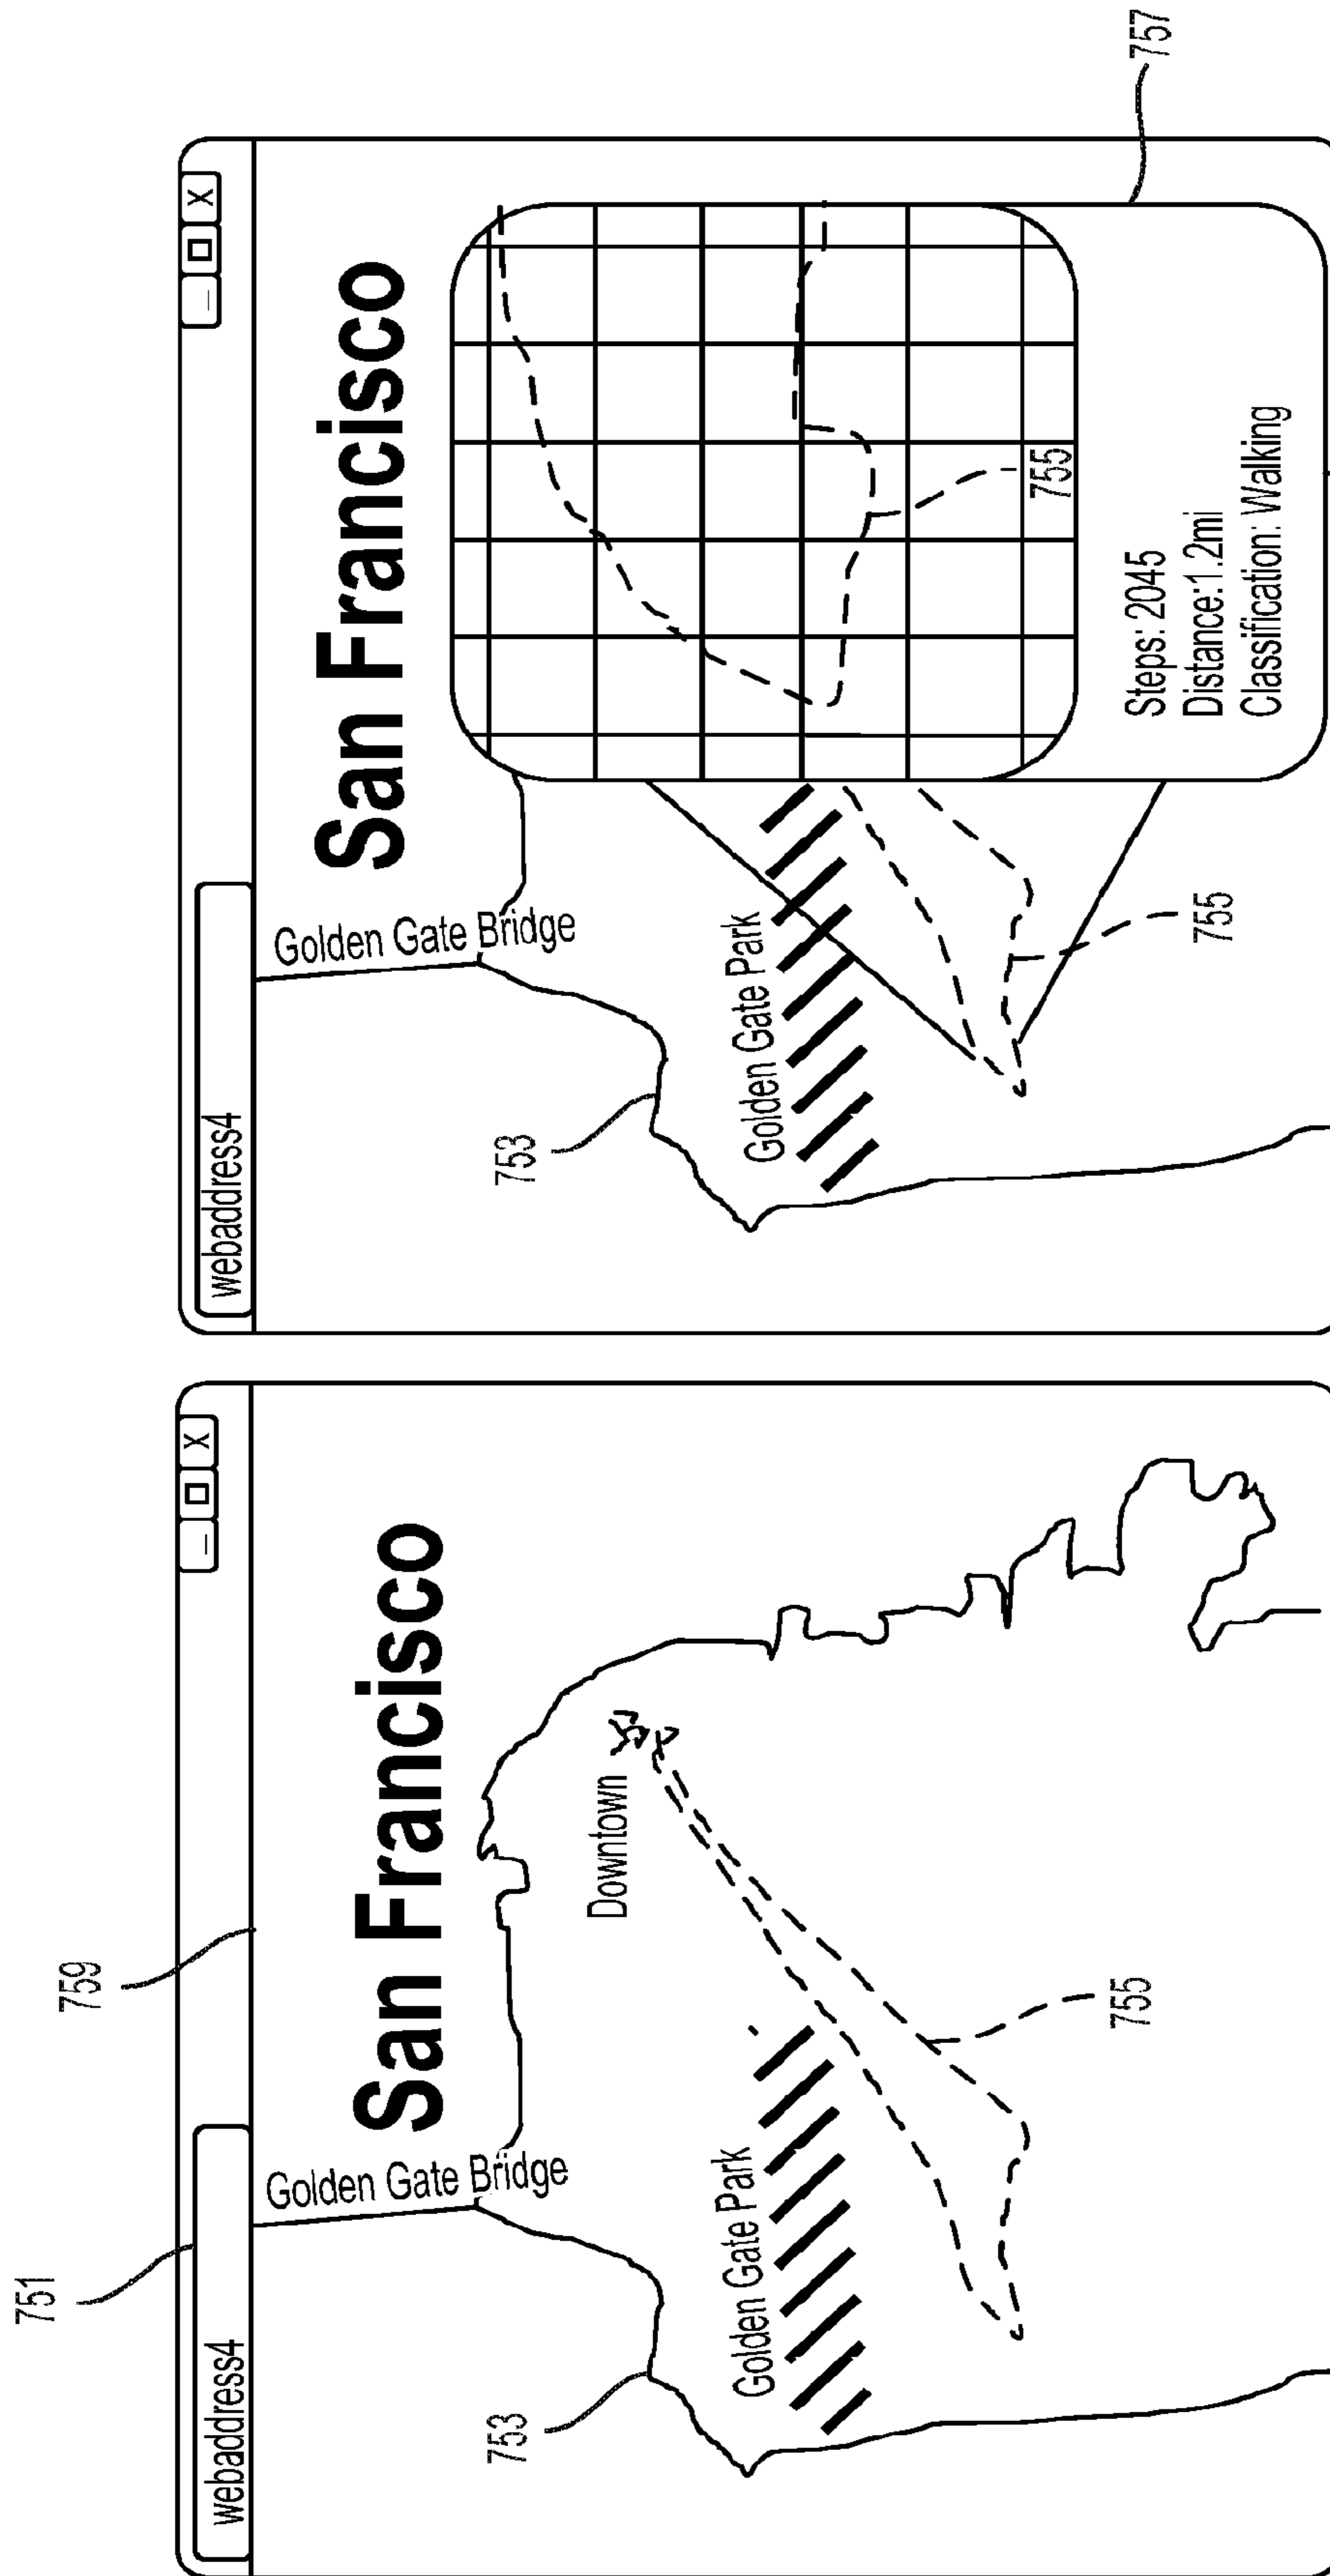 751
759
webaddress4
_ X
San Francisco
Golden Gate Bridge
753
Downtown
Golden Gate Park
755
webaddress4
_ X
San Francisco
Golden Gate Bridge
753
Golden Gate Park
755
755
Steps: 2045
Distance:1.2mi
Classification: Walking
757